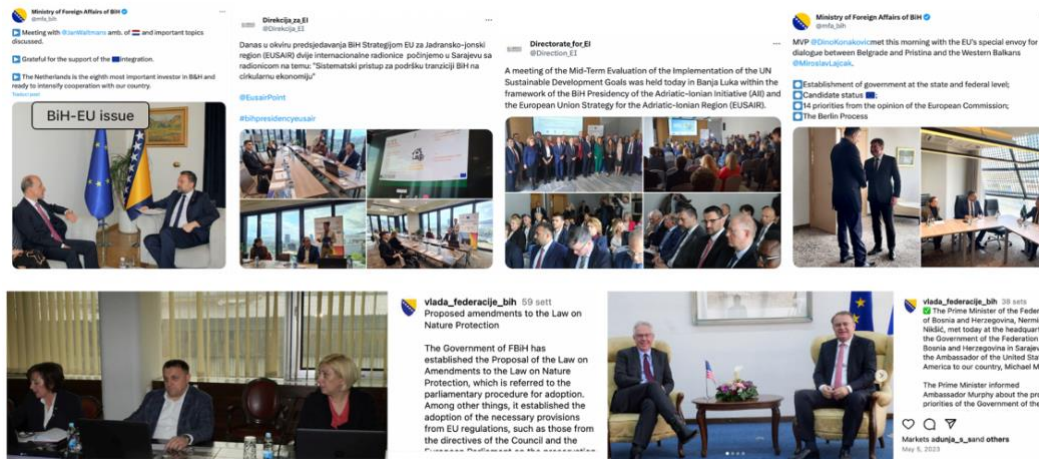 Ministry of Foreign Affairs of BiH
@mfa_bih
Meeting with @JanWaltmans amb. of and important topics
discussed.
Grateful for the support of the integration.
The Netherlands is the eighth most important investor in B&H and
ready to intensify cooperation with our country.
BiH-EU issue
Direkcija_za_EI
@Direkcija_EI
Danas u okviru predsjedavanja BiH Strategijom EU za Jadransko-jonski
region (EUSAIR) dvije internacionalne radionice počinjemo u Sarajevu sa
radionicom na temu: "Sistematski pristup za podršku tranziciji BiH na
cirkularnu ekonomiju"
@EusairPoint
#bihpresidencyeusair
Directorate_for_EI
@Direction_EI
A meeting of the Mid-Term Evaluation of the Implementation of the UN
Sustainable Development Goals was held today in Banja Luka within the
framework of the BiH Presidency of the Adriatic-Ionian Initiative (AII) and
the European Union Strategy for the Adriatic-Ionian Region (EUSAIR).
Ministry of Foreign Affairs of BiH
@mfa_bih
MVP @DinoKonakovicmet this morning with the EU's special envoy for
dialogue between Belgrade and Pristina and the Western Balkans
@MiroslavLajcak.
Establishment of government at the state and federal level;
Candidate status ;
14 priorities from the opinion of the European Commission;
The Berlin Process
vlada_federacije_bih 59 sett
Proposed amendments to the Law on
Nature Protection
The Government of FBiH has
established the Proposal of the Law on
Amendments to the Law on Nature
Protection, which is referred to the
parliamentary procedure for adoption.
Among other things, it established the
adoption of the necessary provisions
from EU regulations, such as those from
the directives of the Council and the
vlada_federacije_bih 38 sets
The Prime Minister of the Feder
of Bosnia and Herzegovina, Nermi
Nikšić, met today at the headquart
the Government of the Federation
Bosnia and Herzegovina in Sarajev
the Ambassador of the United Stat
America to our country, Michael M
The Prime Minister informed
Ambassador Murphy about the pro
priorities of the Government of the
Markets adunja_s_sand others
May 5, 2023